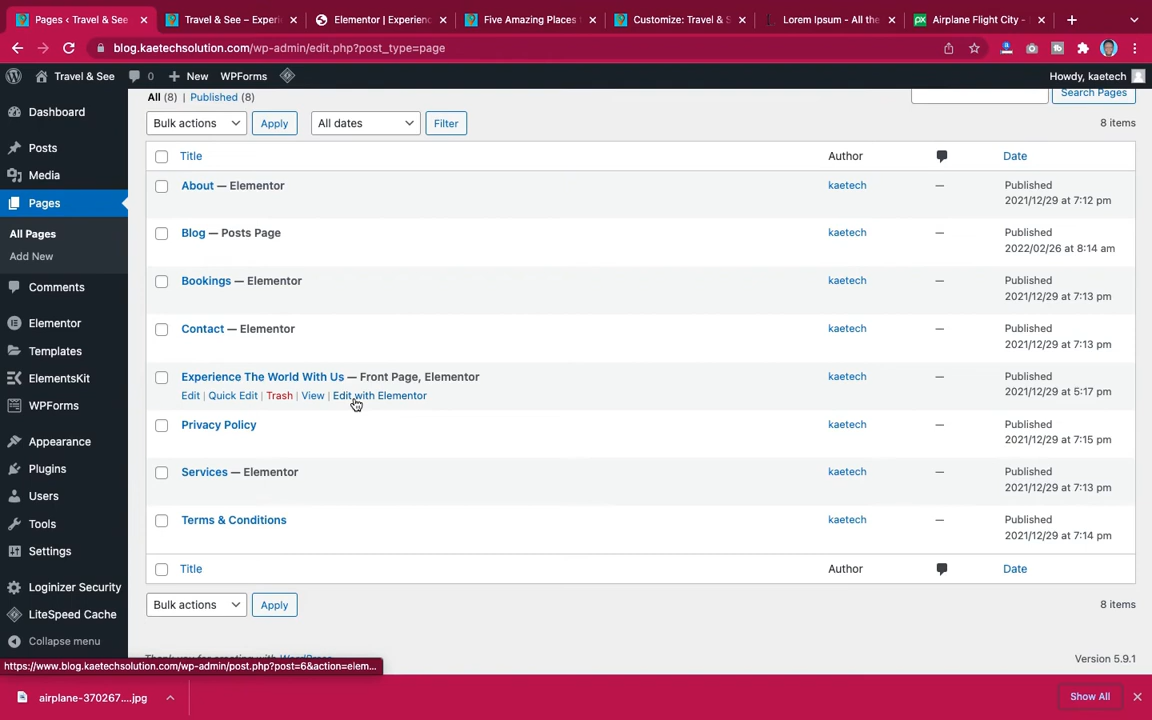 Pages ‹ Travel & See
Travel & See – Experi
Elementor | Experienc
Five Amazing Places
Customize: Travel & S
Lorem Ipsum - All the
Airplane Flight City -
blog.kaetechsolution.com/wp-admin/edit.php?post_type=page
Travel & See 0 New WPForms Howdy, kaetech
Dashboard
Posts
Media
Pages
All Pages
Add New
Comments
Elementor
Templates
ElementsKit
WPForms
Appearance
Plugins
Users
Tools
Settings
Loginizer Security
LiteSpeed Cache
Collapse menu
All (8) | Published (8)
Search Pages
Bulk actions Apply All dates Filter 8 items
Title Author Date
About — Elementor kaetech — Published
2021/12/29 at 7:12 pm
Blog — Posts Page kaetech — Published
2022/02/26 at 8:14 am
Bookings — Elementor kaetech — Published
2021/12/29 at 7:13 pm
Contact — Elementor kaetech — Published
2021/12/29 at 7:13 pm
Experience The World With Us — Front Page, Elementor kaetech — Published
Edit | Quick Edit | Trash | View | Edit with Elementor 2021/12/29 at 5:17 pm
Privacy Policy kaetech — Published
2021/12/29 at 7:15 pm
Services — Elementor kaetech — Published
2021/12/29 at 7:13 pm
Terms & Conditions kaetech — Published
2021/12/29 at 7:14 pm
Title Author Date
Bulk actions Apply 8 items
Version 5.9.1
https://www.blog.kaetechsolution.com/wp-admin/post.php?post=6&action=elem...
airplane-370267....jpg Show All